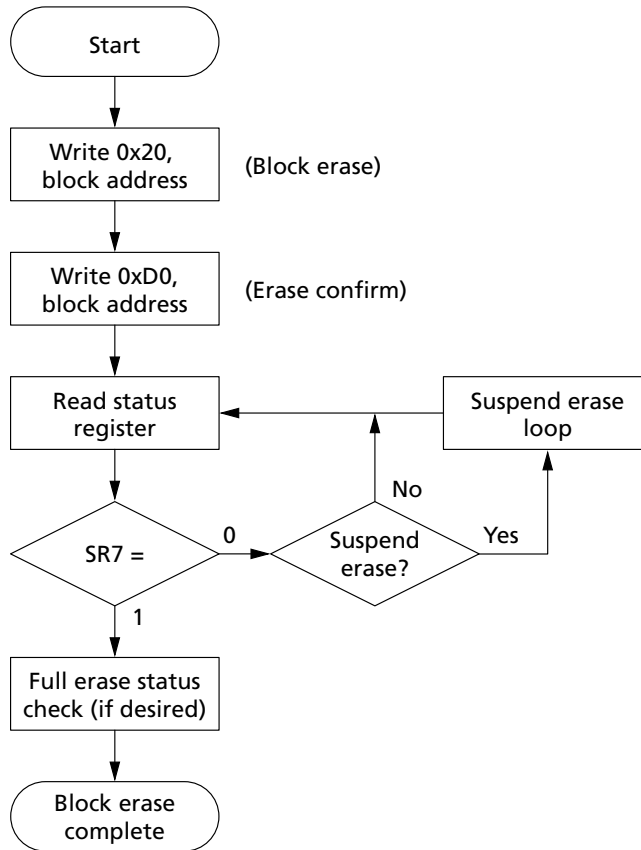 Start
Write 0x20,
block address
(Block erase)
Write 0xD0,
block address
(Erase confirm)
Read status
register
Suspend erase
loop
No
SR7 =
0
Suspend
erase?
Yes
1
Full erase status
check (if desired)
Block erase
complete